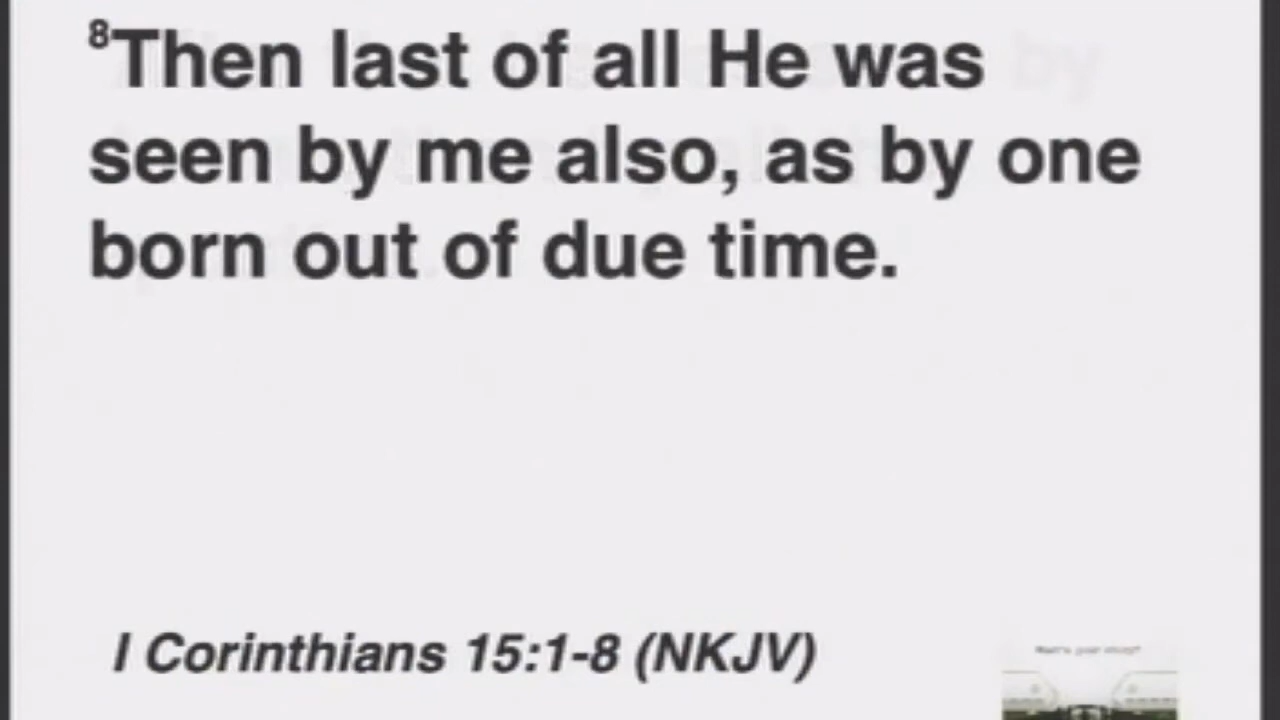 ⁸Then last of all He was
seen by me also, as by one
born out of due time.
I Corinthians 15:1-8 (NKJV)